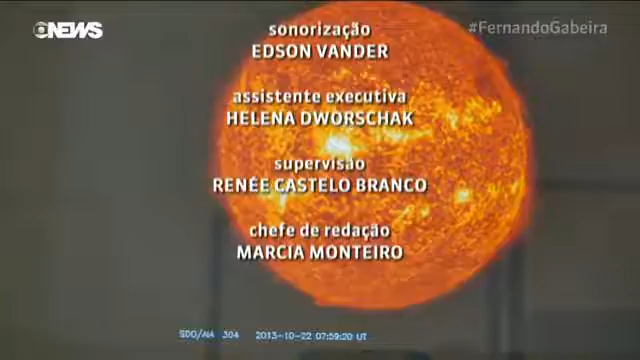 NEWS
#FernandoGabeira
sonorização
EDSON VANDER
assistente executiva
HELENA DWORSCHAK
supervisão
RENÉE CASTELO BRANCO
chefe de redação
MARCIA MONTEIRO
SDO/AIA 304 2013-10-22 07:59:20 UT